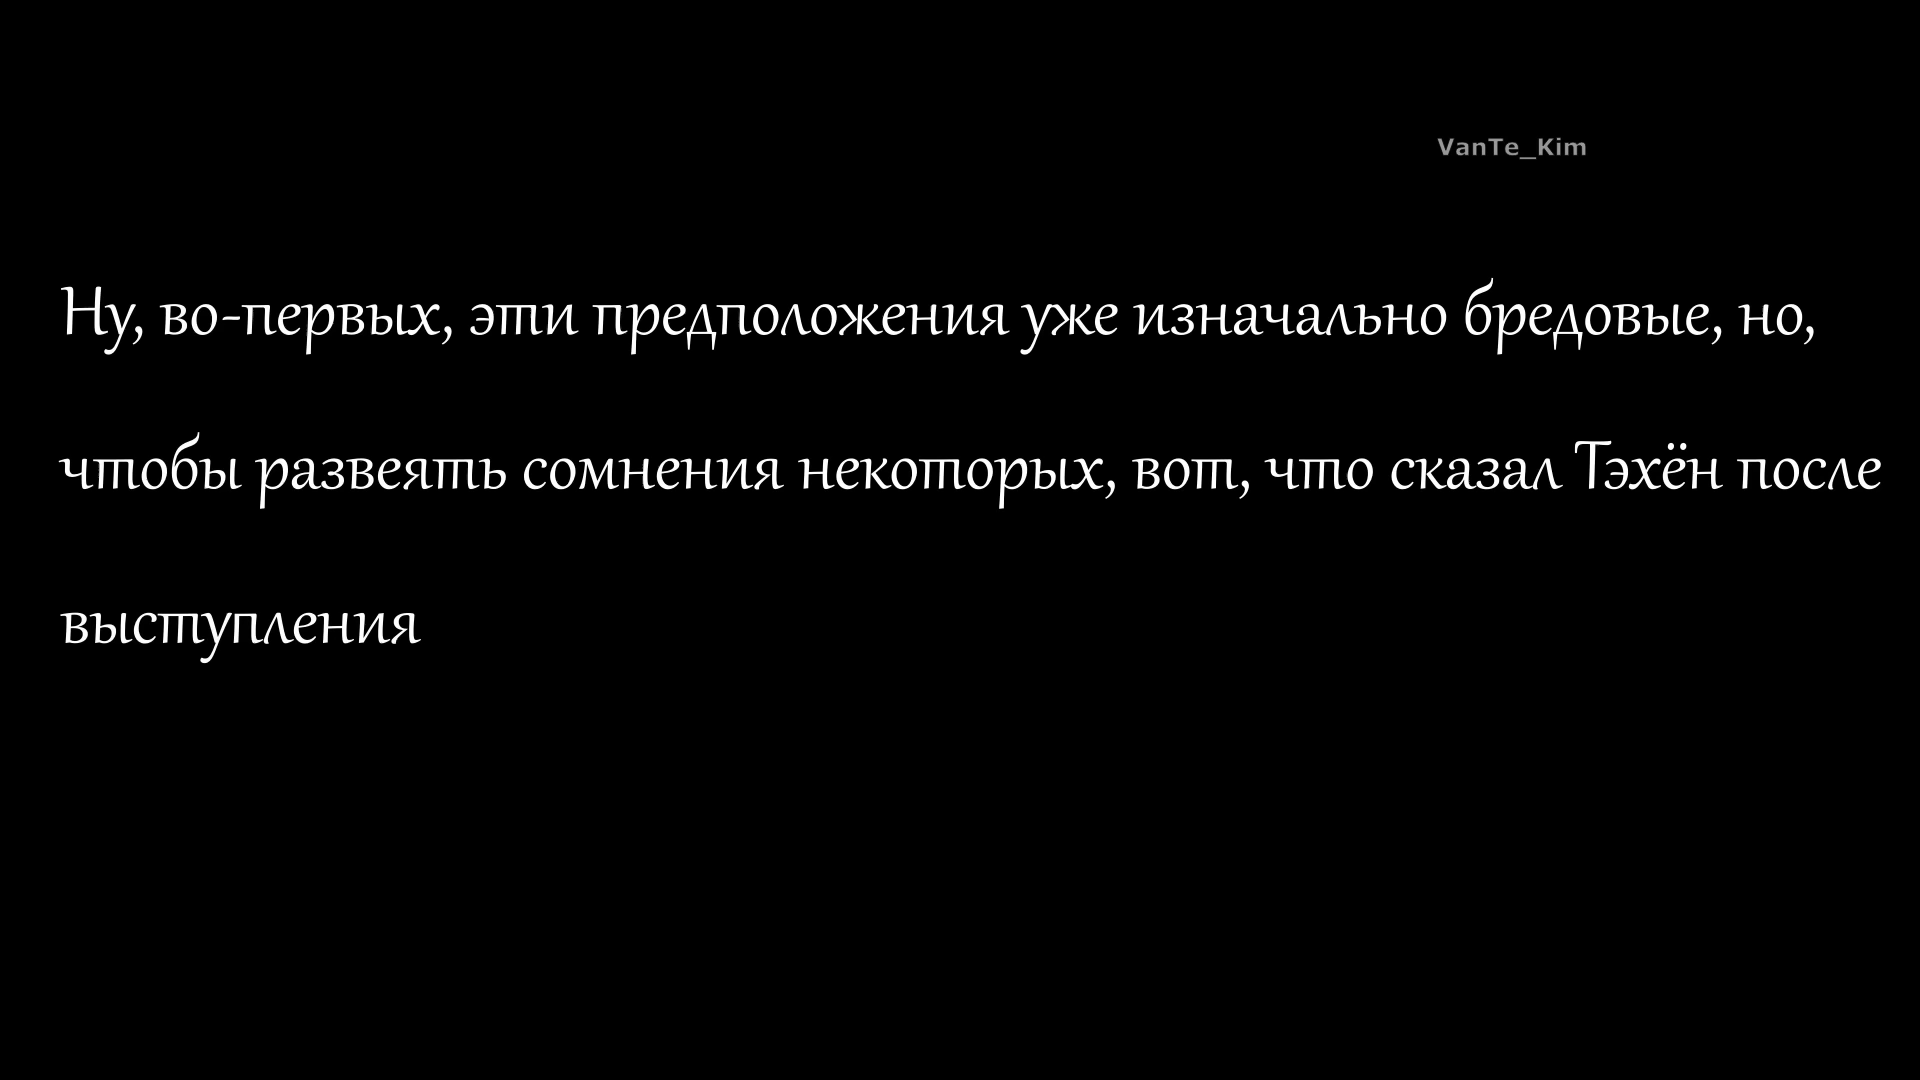 VanTe_Kim
Ну, во-первых, эти предположения уже изначально бредовые, но,
чтобы развеять сомнения некоторых, вот, что сказал Тэхён после
выступления